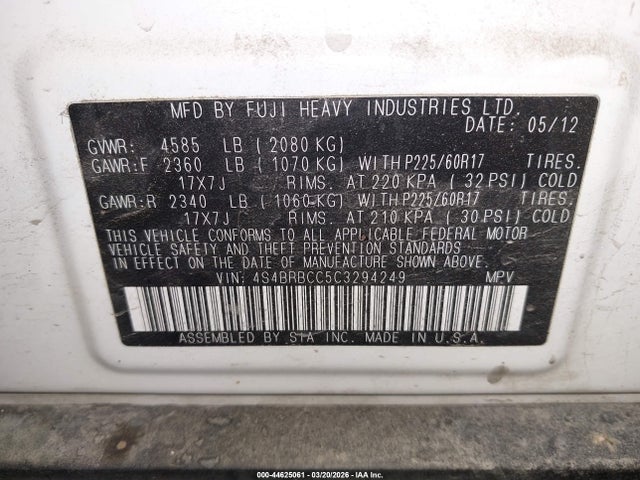 MFD BY FUJI HEAVY INDUSTRIES LTD.
DATE: 05/12
GVWR: 4585 LB (2080 KG)
GAWR:F 2360 LB (1070 KG) WITH P225/60R17 TIRES.
17X7J RIMS. AT 220 KPA (32 PSI) COLD
GAWR:R 2340 LB (1060 KG) WITH P225/60R17 TIRES.
17X7J RIMS. AT 210 KPA (30 PSI) COLD
THIS VEHICLE CONFORMS TO ALL APPLICABLE FEDERAL MOTOR
VEHICLE SAFETY, BUMPER, AND THEFT PREVENTION STANDARDS
IN EFFECT ON THE DATE OF MANUFACTURE SHOWN ABOVE.
VIN: 4S4BRBCC5C3294249 MPV
ASSEMBLED BY SIA INC. MADE IN U.S.A.
000-44625061 - 03/20/2026 - IAA Inc.